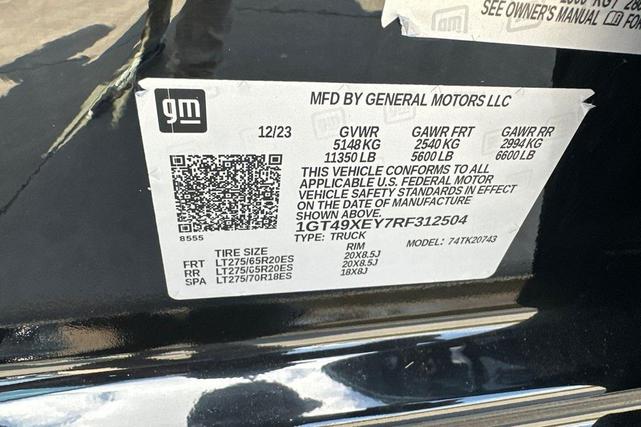 SEE OWNER'S MANUAL
gm
gm
MFD BY GENERAL MOTORS LLC
12/23 GVWR GAWR FRT GAWR RR
5148 KG 2540 KG 2994 KG
11350 LB 5600 LB 6600 LB
THIS VEHICLE CONFORMS TO ALL
APPLICABLE U.S. FEDERAL MOTOR
VEHICLE SAFETY STANDARDS IN EFFECT
ON THE DATE OF MANUFACTURE
SHOWN ABOVE.
1GT49XEY7RF312504
TYPE: TRUCK MODEL: 74TK20743
8555
TIRE SIZE RIM
FRT LT275/65R20ES 20X8.5J
RR LT275/65R20ES 20X8.5J
SPA LT275/70R18ES 18X8J